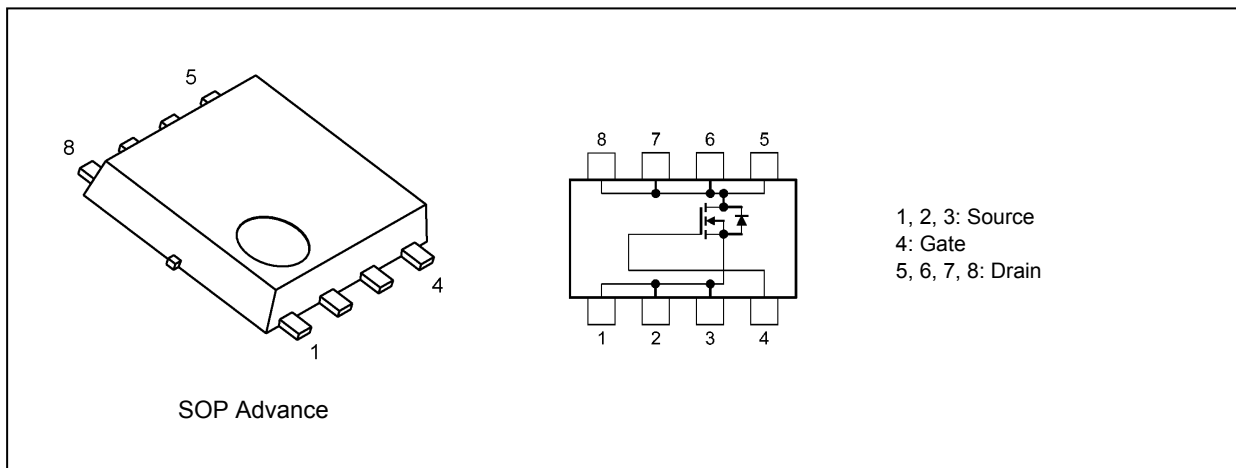 5
8
4
1
SOP Advance
8 7 6 5
1 2 3 4
1, 2, 3: Source
4: Gate
5, 6, 7, 8: Drain